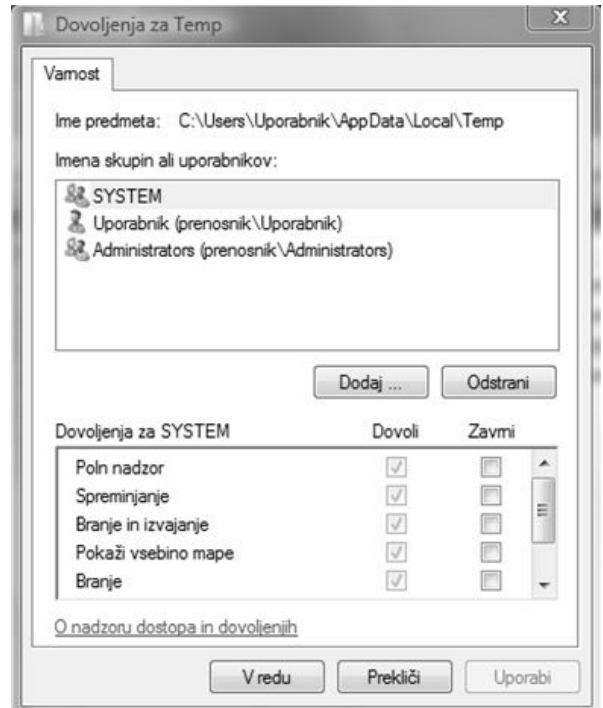 Dovoljenja za Temp
Varnost
Ime predmeta: C:\Users\Uporabnik\AppData\Local\Temp
Imena skupin ali uporabnikov:
SYSTEM
Uporabnik (prenosnik\Uporabnik)
Administrators (prenosnik\Administrators)
Dodaj ... Odstrani
Dovoljenja za SYSTEM Dovoli Zavrni
Poln nadzor
Spreminjanje
Branje in izvajanje
Pokaži vsebino mape
Branje
O nadzoru dostopa in dovoljenjih
V redu Prekliči Uporabi